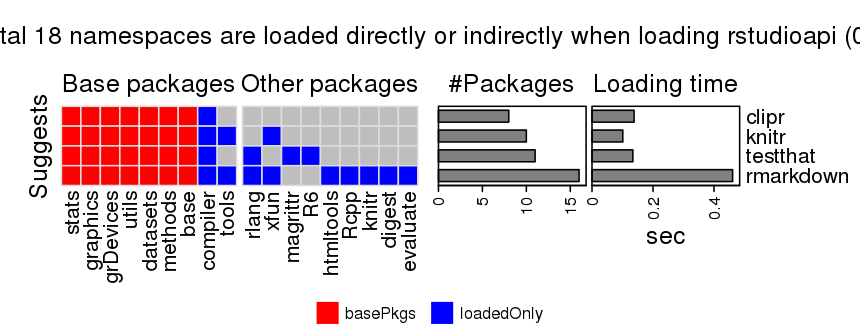 tal 18 namespaces are loaded directly or indirectly when loading rstudioapi (0
Base packages
Other packages
#Packages
Loading time
Suggests
clipr
knitr
testthat
rmarkdown
stats
graphics
grDevices
utils
datasets
methods
base
compiler
tools
rlang
xfun
magrittr
R6
htmltools
Rcpp
knitr
digest
evaluate
0
5
10
15
0
0.2
0.4
sec
basePkgs
loadedOnly